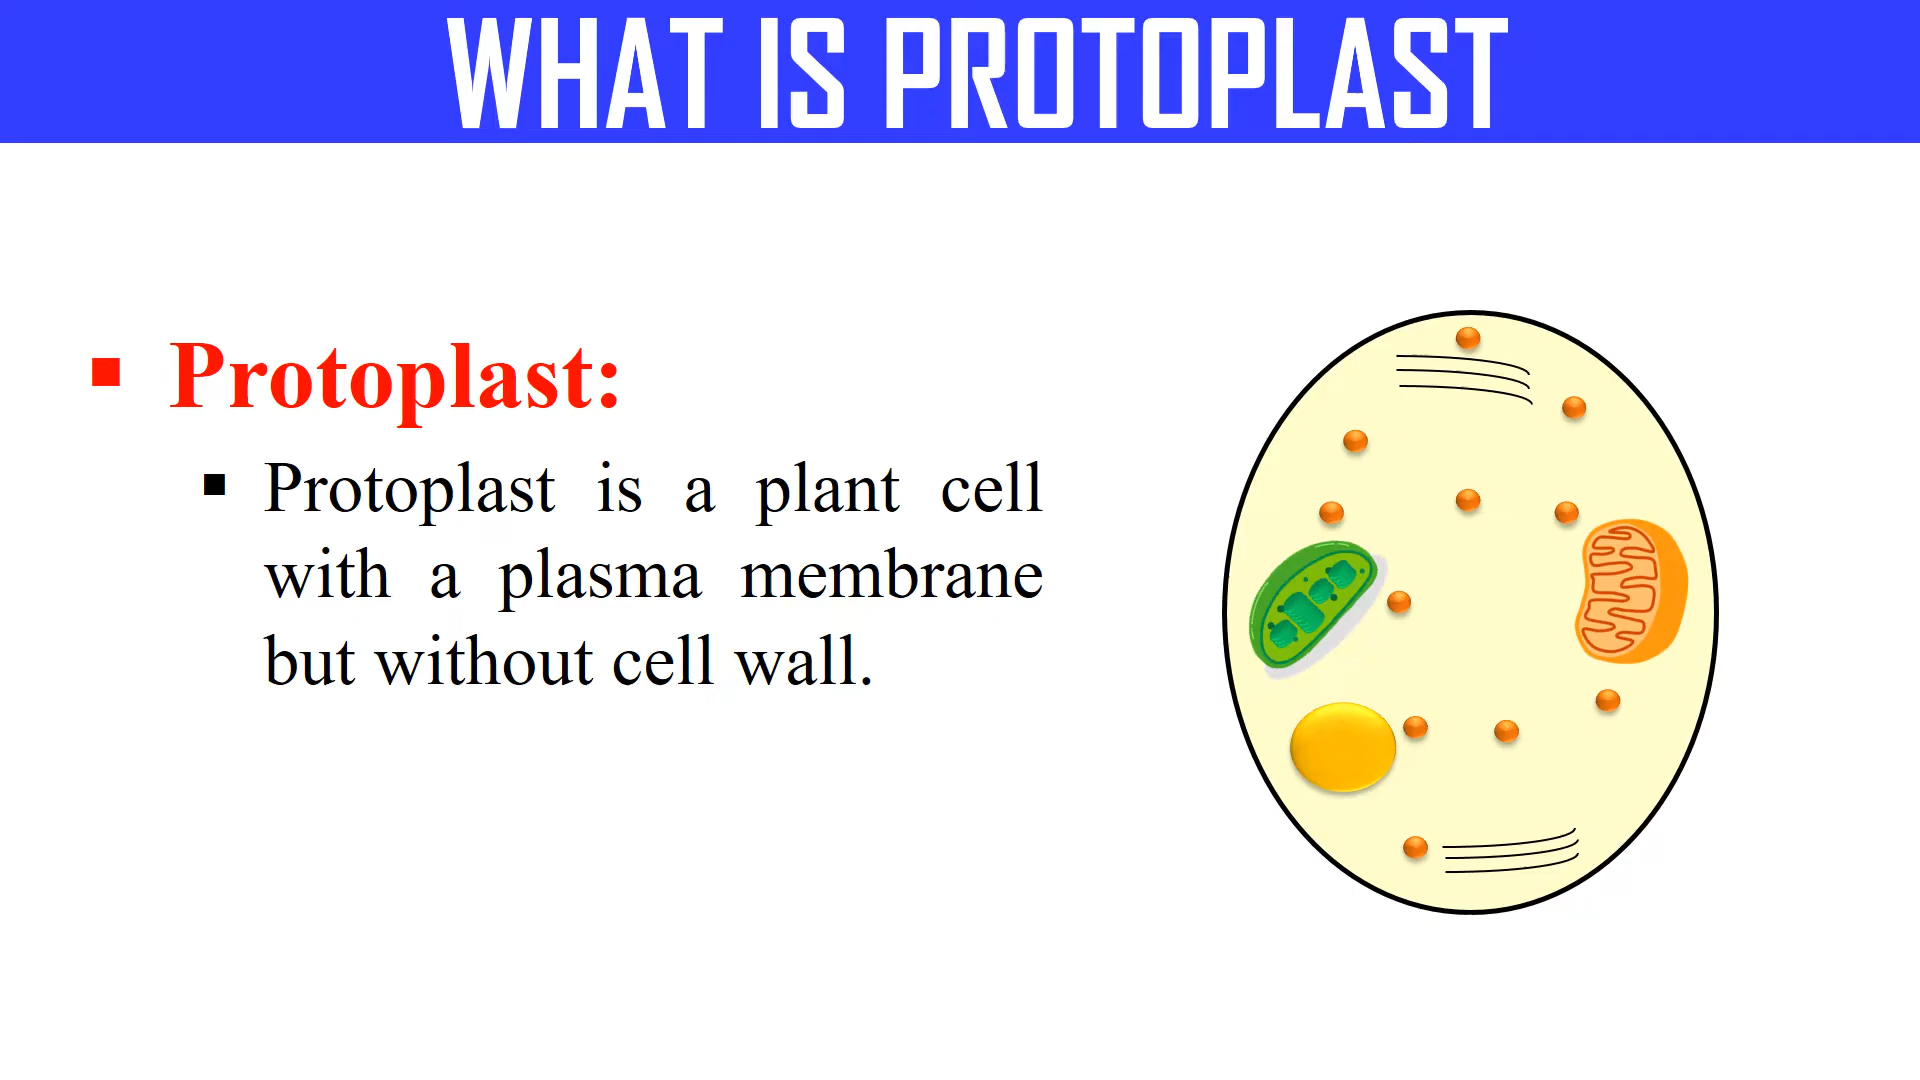 WHAT IS PROTOPLAST
▪ Protoplast:
▪ Protoplast is a plant cell
with a plasma membrane
but without cell wall.